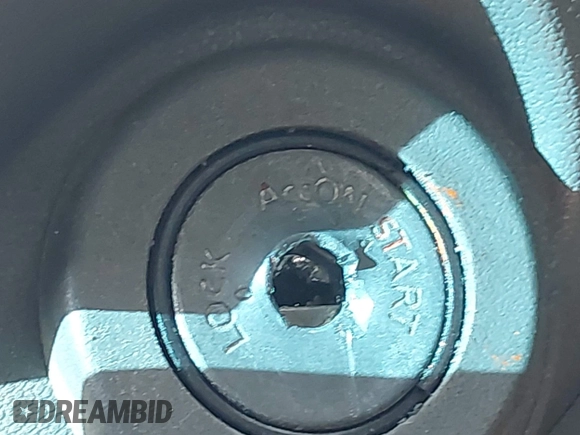 LOCK
ACC ON
START
DREAMBID